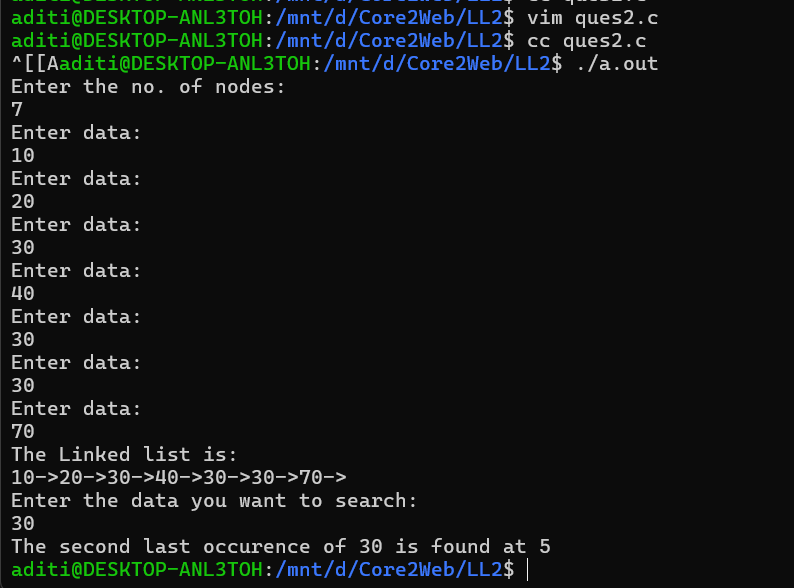 aditi@DESKTOP-ANL3TOH:/mnt/d/Core2Web/LL2$ vim ques2.c
aditi@DESKTOP-ANL3TOH:/mnt/d/Core2Web/LL2$ cc ques2.c
^[[Aaditi@DESKTOP-ANL3TOH:/mnt/d/Core2Web/LL2$ ./a.out
Enter the no. of nodes:
7
Enter data:
10
Enter data:
20
Enter data:
30
Enter data:
40
Enter data:
30
Enter data:
30
Enter data:
70
The Linked list is:
10->20->30->40->30->30->70->
Enter the data you want to search:
30
The second last occurence of 30 is found at 5
aditi@DESKTOP-ANL3TOH:/mnt/d/Core2Web/LL2$